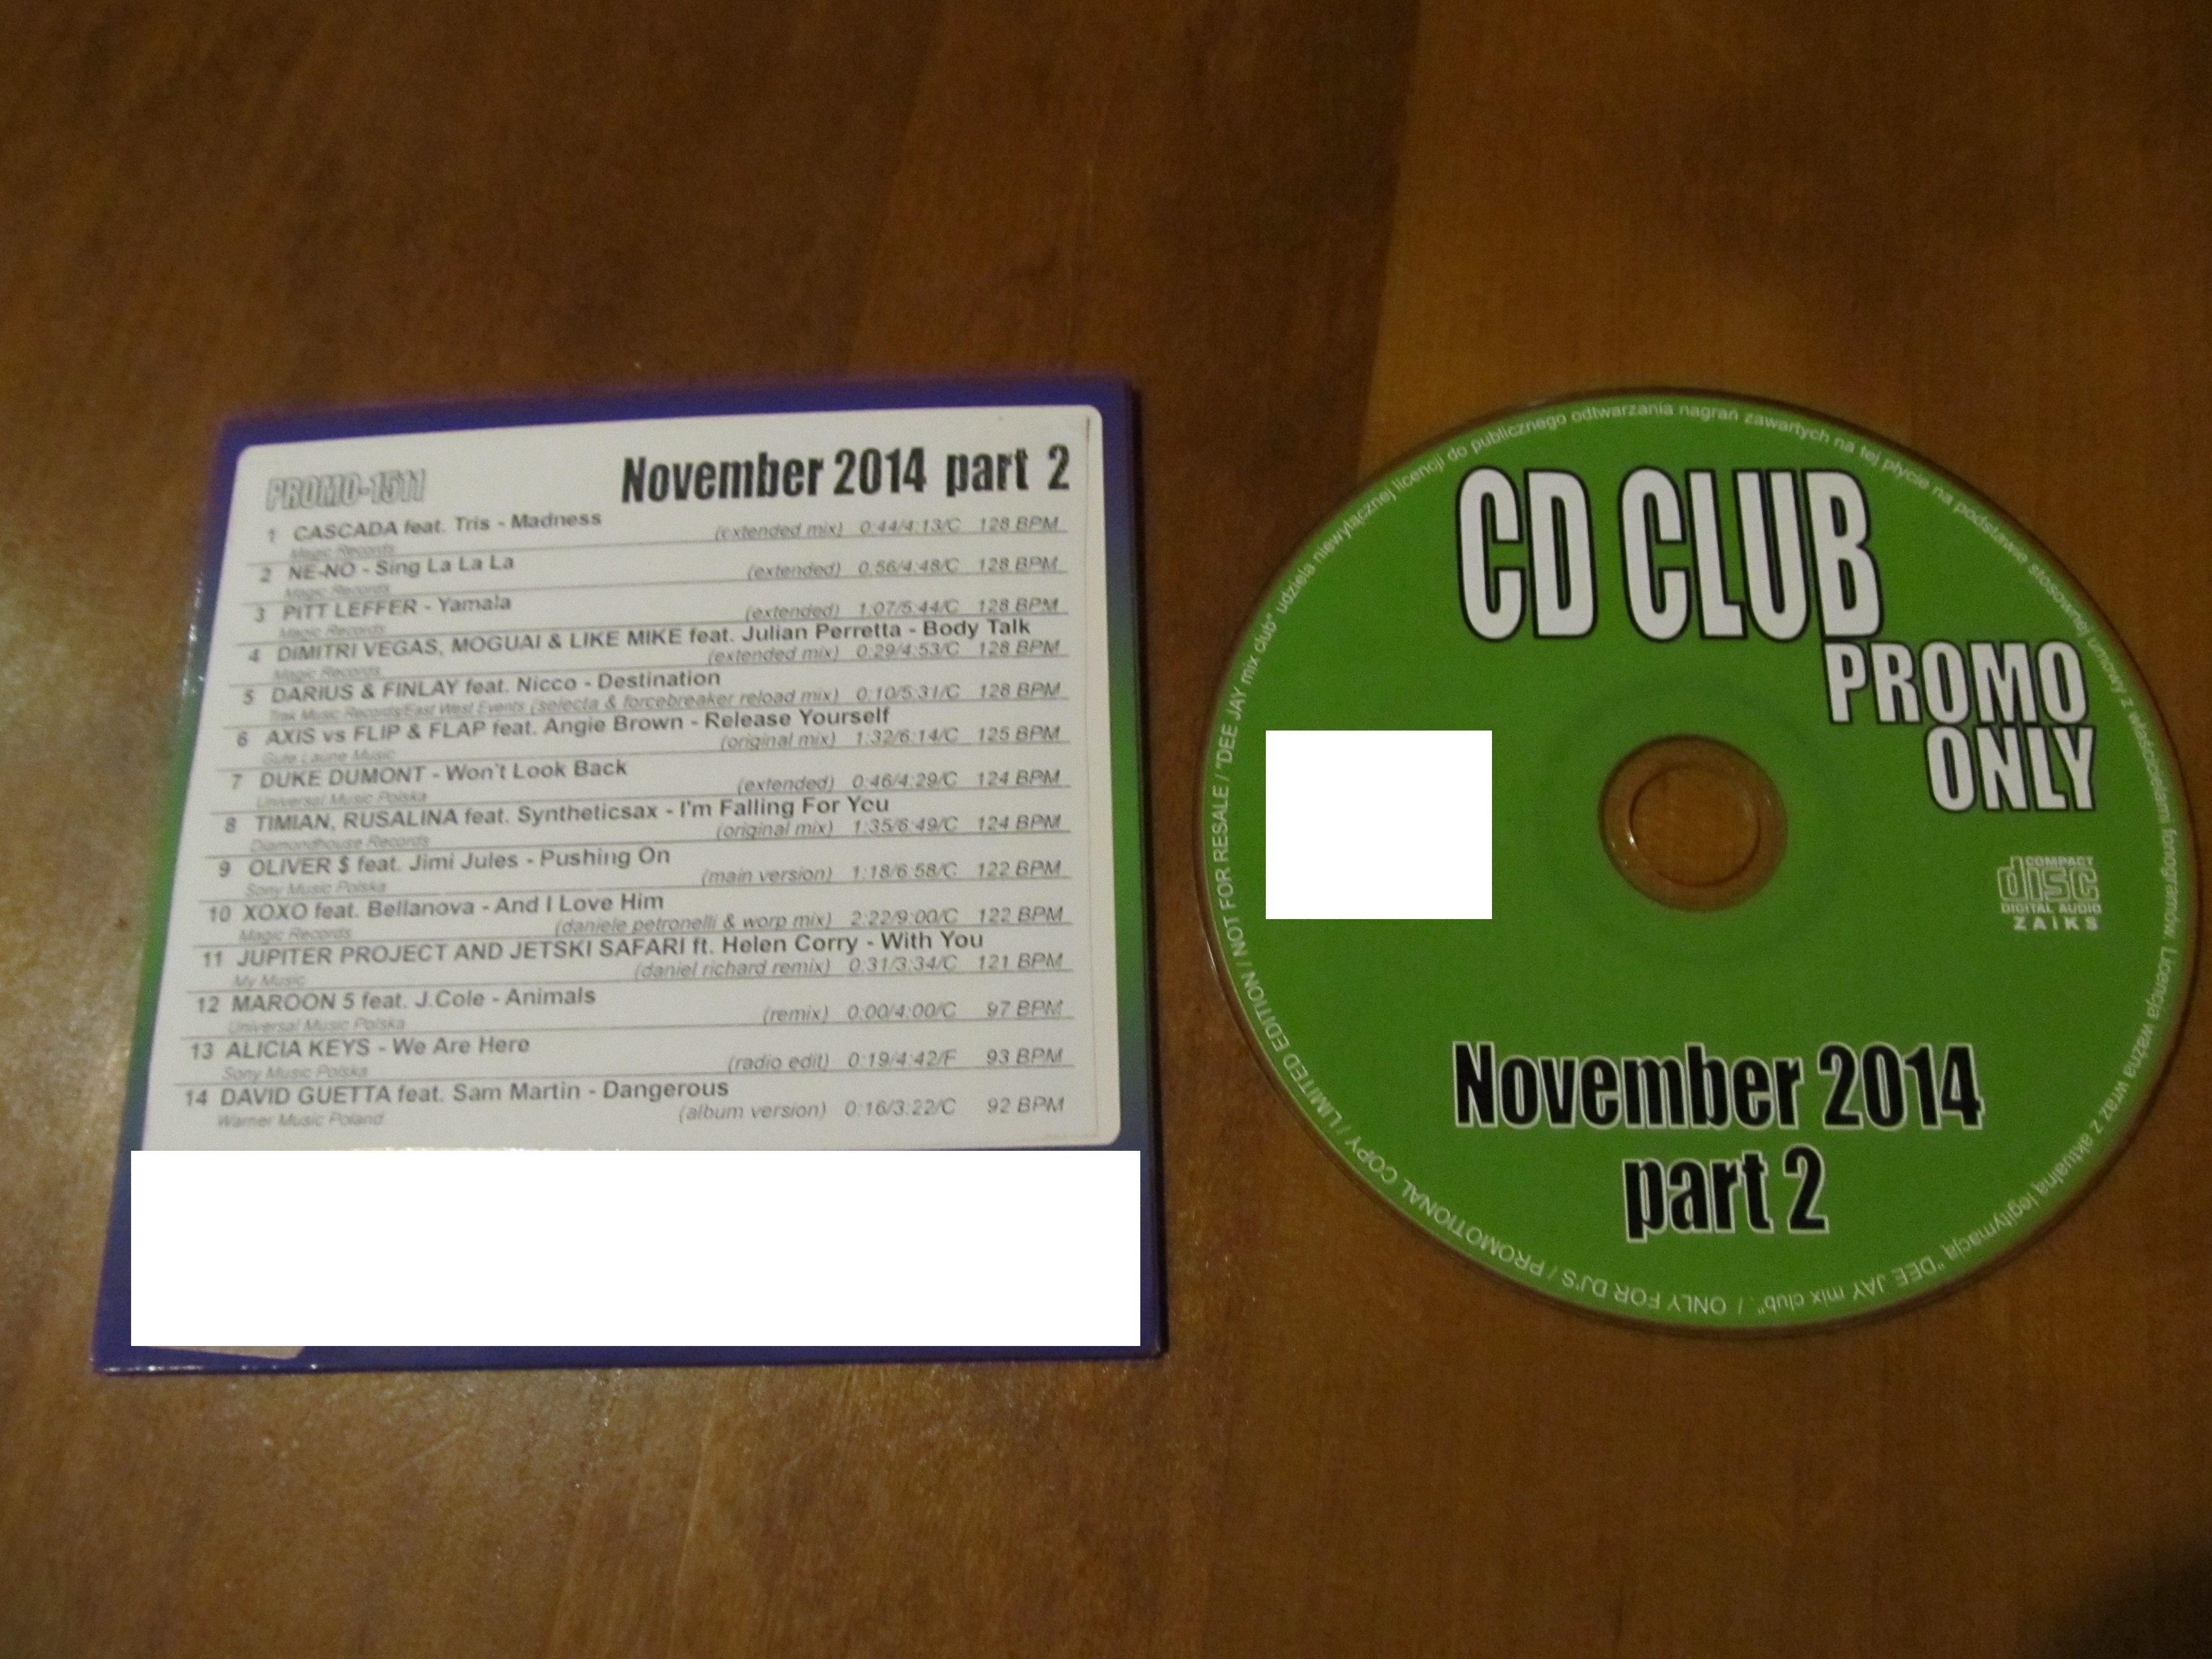 PROMO-1511
November 2014 part 2
1 CASCADA feat. Tris - Madness
Magic Records (extended mix) 0:44/4:13/C 128 BPM
2 NE-NO - Sing La La La
Magic Records (extended) 0:56/4:48/C 128 BPM
3 PITT LEFFER - Yamala
Magic Records (extended) 1:07/5:44/C 128 BPM
4 DIMITRI VEGAS, MOGUAI & LIKE MIKE feat. Julian Perretta - Body Talk
Magic Records (extended mix) 0:29/4:53/C 128 BPM
5 DARIUS & FINLAY feat. Nicco - Destination
Trak Music Records/East West Events (selecta & forcebreaker reload mix) 0:10/5:31/C 128 BPM
6 AXIS vs FLIP & FLAP feat. Angie Brown - Release Yourself
Gute Laune Music (original mix) 1:32/6:14/C 125 BPM
7 DUKE DUMONT - Won't Look Back
Universal Music Polska (extended) 0:46/4:29/C 124 BPM
8 TIMIAN, RUSALINA feat. Syntheticsax - I'm Falling For You
Diamondhouse Records (original mix) 1:35/6:49/C 124 BPM
9 OLIVER $ feat. Jimi Jules - Pushing On
Sony Music Polska (main version) 1:18/6:58/C 122 BPM
10 XOXO feat. Bellanova - And I Love Him
Magic Records (daniele petronelli & worp mix) 2:22/9:00/C 122 BPM
11 JUPITER PROJECT AND JETSKI SAFARI ft. Helen Corry - With You
My Music (daniel richard remix) 0:31/3:34/C 121 BPM
12 MAROON 5 feat. J.Cole - Animals
Universal Music Polska (remix) 0:00/4:00/C 97 BPM
13 ALICIA KEYS - We Are Here
Sony Music Polska (radio edit) 0:19/4:42/F 93 BPM
14 DAVID GUETTA feat. Sam Martin - Dangerous
Warner Music Poland (album version) 0:16/3:22/C 92 BPM
CD CLUB
PROMO
ONLY
COMPACT
disc
DIGITAL AUDIO
ZAIKS
November 2014
part 2
"DEE JAY mix club" udziela niewyłącznej licencji do publicznego odtwarzania nagrań zawartych na tej płycie na podstawie stosownej umowy z właścicielami fonogramów. Licencja ważna wraz z aktualną legitymacją "DEE JAY mix club". / ONLY FOR DJ'S / PROMOTIONAL COPY / LIMITED EDITION / NOT FOR RESALE /